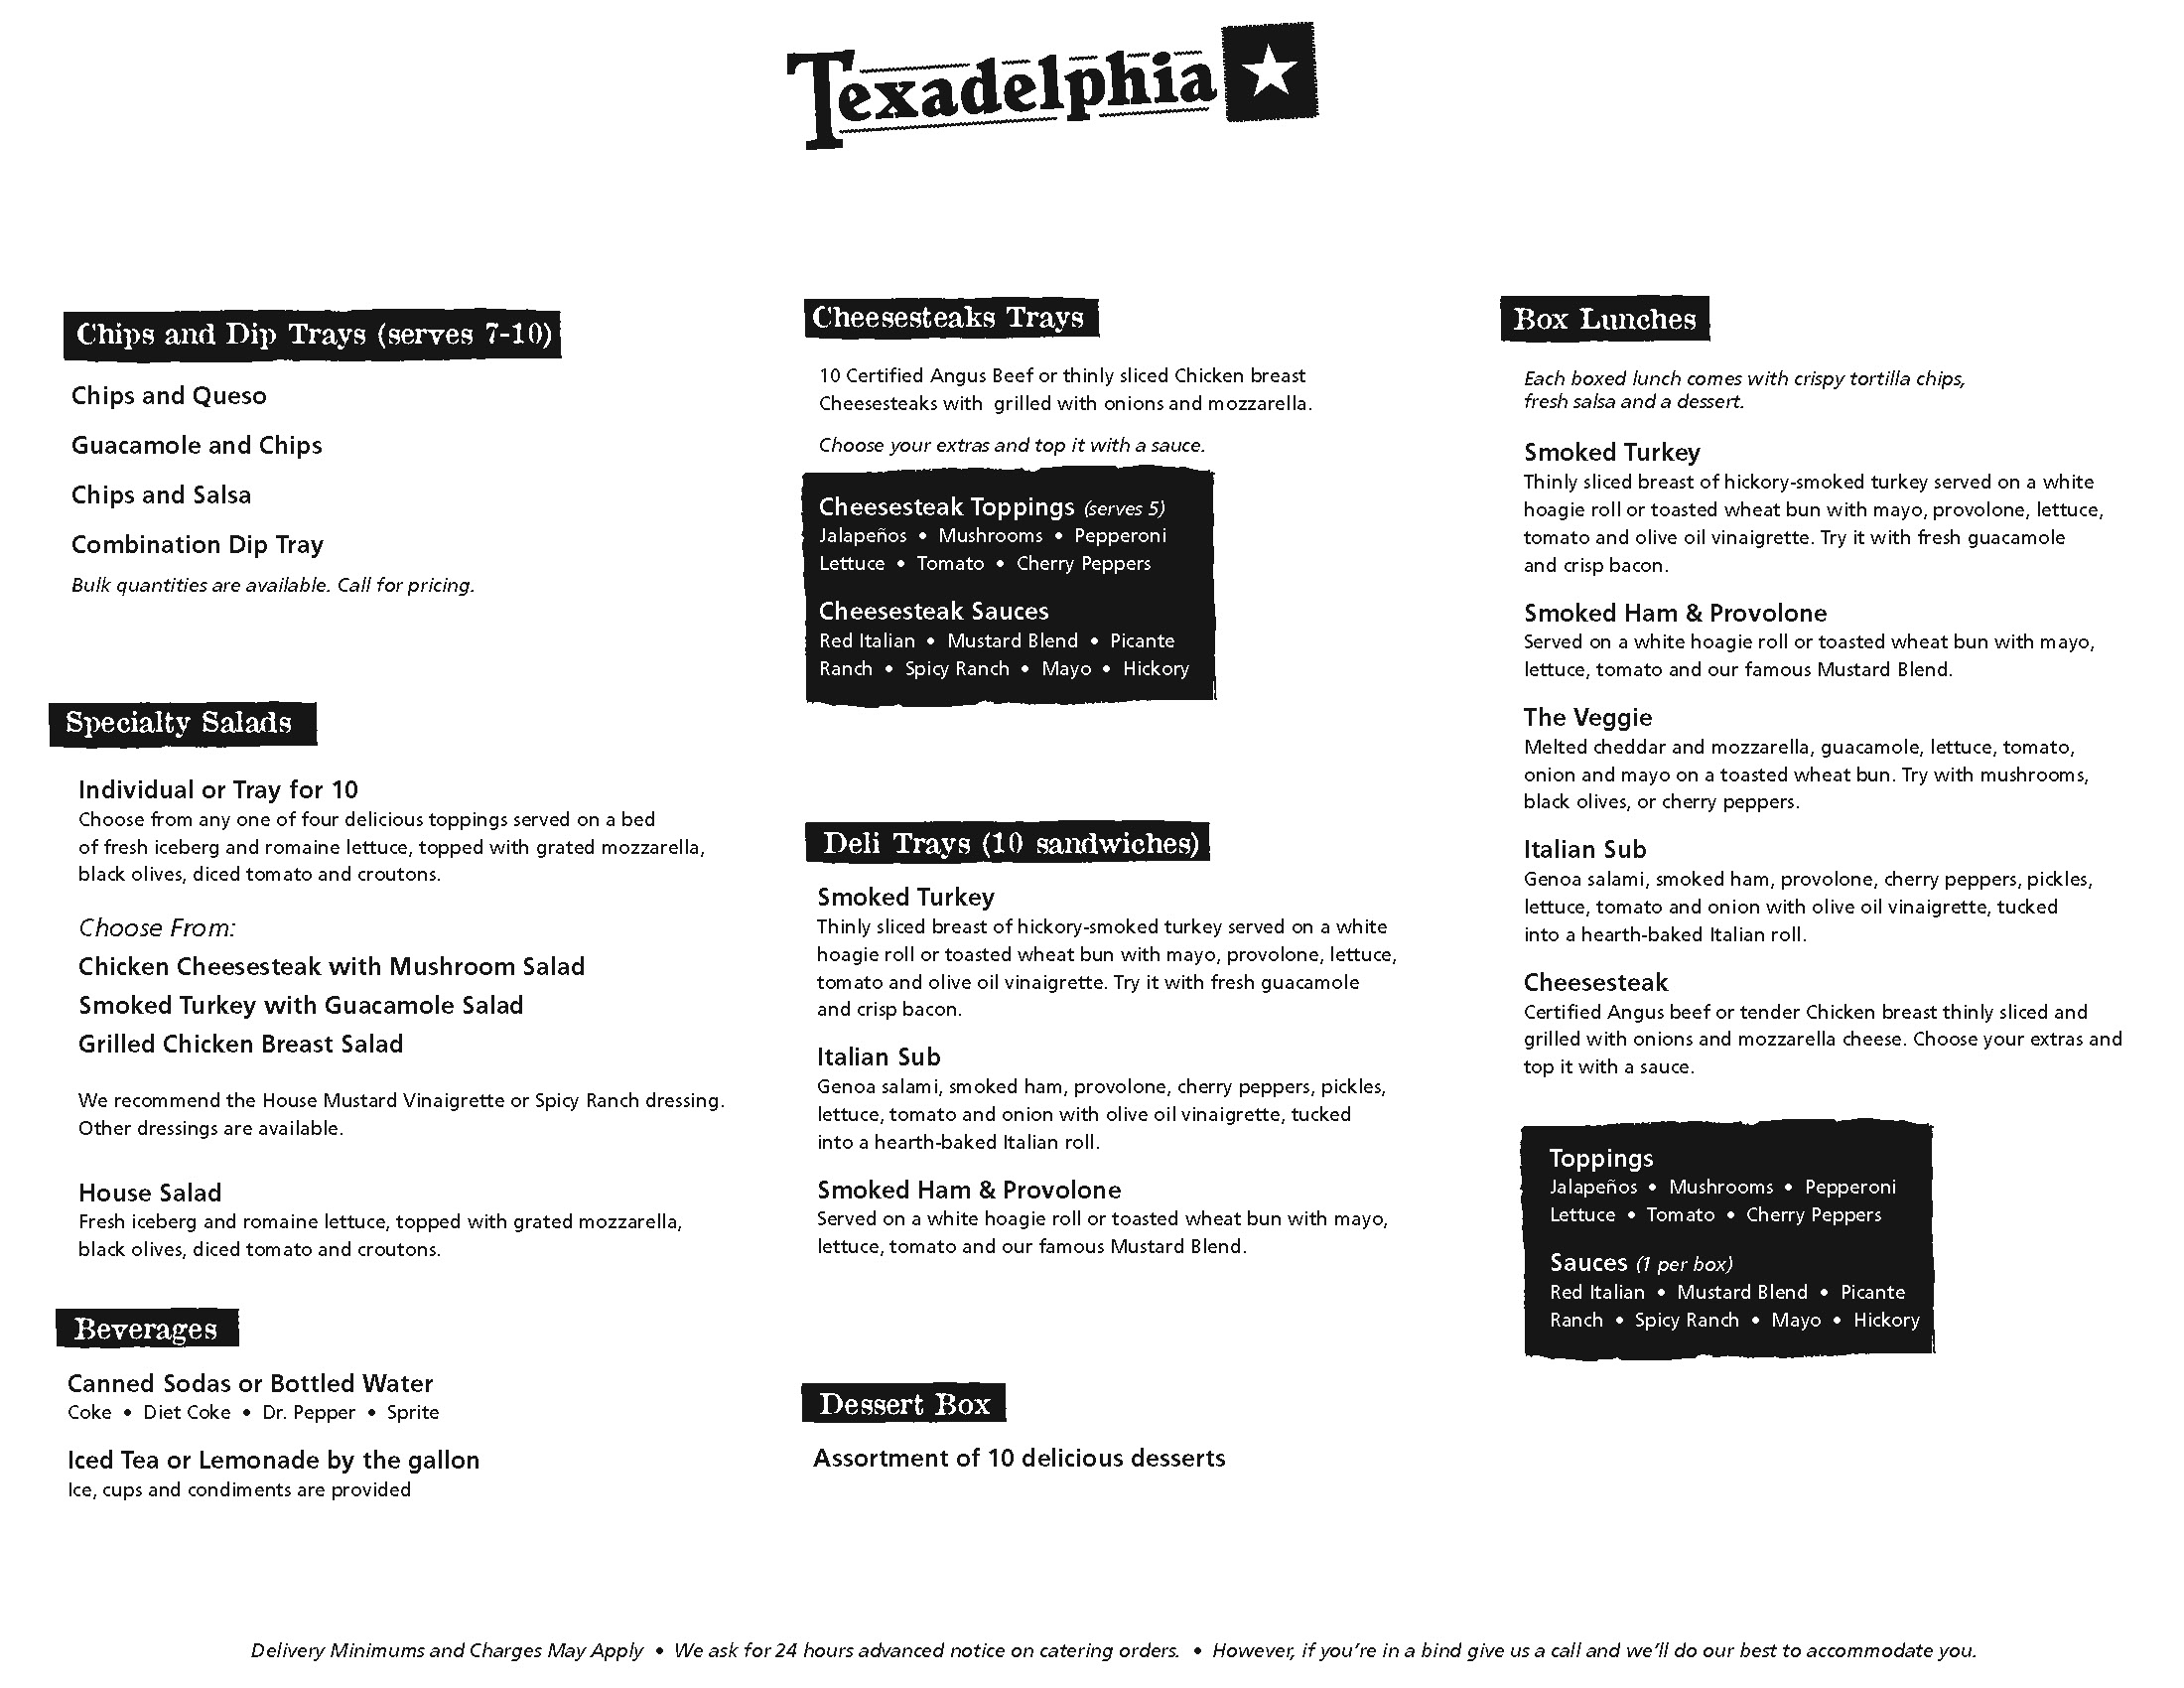 Texadelphia
Chips and Dip Trays (serves 7-10)
Chips and Queso
Guacamole and Chips
Chips and Salsa
Combination Dip Tray
Bulk quantities are available. Call for pricing.
Specialty Salads
Individual or Tray for 10
Choose from any one of four delicious toppings served on a bed
of fresh iceberg and romaine lettuce, topped with grated mozzarella,
black olives, diced tomato and croutons.
Choose From:
Chicken Cheesesteak with Mushroom Salad
Smoked Turkey with Guacamole Salad
Grilled Chicken Breast Salad
We recommend the House Mustard Vinaigrette or Spicy Ranch dressing.
Other dressings are available.
House Salad
Fresh iceberg and romaine lettuce, topped with grated mozzarella,
black olives, diced tomato and croutons.
Beverages
Canned Sodas or Bottled Water
Coke • Diet Coke • Dr. Pepper • Sprite
Iced Tea or Lemonade by the gallon
Ice, cups and condiments are provided
Cheesesteaks Trays
10 Certified Angus Beef or thinly sliced Chicken breast
Cheesesteaks with grilled with onions and mozzarella.
Choose your extras and top it with a sauce.
Cheesesteak Toppings (serves 5)
Jalapeños • Mushrooms • Pepperoni
Lettuce • Tomato • Cherry Peppers
Cheesesteak Sauces
Red Italian • Mustard Blend • Picante
Ranch • Spicy Ranch • Mayo • Hickory
Deli Trays (10 sandwiches)
Smoked Turkey
Thinly sliced breast of hickory-smoked turkey served on a white
hoagie roll or toasted wheat bun with mayo, provolone, lettuce,
tomato and olive oil vinaigrette. Try it with fresh guacamole
and crisp bacon.
Italian Sub
Genoa salami, smoked ham, provolone, cherry peppers, pickles,
lettuce, tomato and onion with olive oil vinaigrette, tucked
into a hearth-baked Italian roll.
Smoked Ham & Provolone
Served on a white hoagie roll or toasted wheat bun with mayo,
lettuce, tomato and our famous Mustard Blend.
Dessert Box
Assortment of 10 delicious desserts
Box Lunches
Each boxed lunch comes with crispy tortilla chips,
fresh salsa and a dessert.
Smoked Turkey
Thinly sliced breast of hickory-smoked turkey served on a white
hoagie roll or toasted wheat bun with mayo, provolone, lettuce,
tomato and olive oil vinaigrette. Try it with fresh guacamole
and crisp bacon.
Smoked Ham & Provolone
Served on a white hoagie roll or toasted wheat bun with mayo,
lettuce, tomato and our famous Mustard Blend.
The Veggie
Melted cheddar and mozzarella, guacamole, lettuce, tomato,
onion and mayo on a toasted wheat bun. Try with mushrooms,
black olives, or cherry peppers.
Italian Sub
Genoa salami, smoked ham, provolone, cherry peppers, pickles,
lettuce, tomato and onion with olive oil vinaigrette, tucked
into a hearth-baked Italian roll.
Cheesesteak
Certified Angus beef or tender Chicken breast thinly sliced and
grilled with onions and mozzarella cheese. Choose your extras and
top it with a sauce.
Toppings
Jalapeños • Mushrooms • Pepperoni
Lettuce • Tomato • Cherry Peppers
Sauces (1 per box)
Red Italian • Mustard Blend • Picante
Ranch • Spicy Ranch • Mayo • Hickory
Delivery Minimums and Charges May Apply • We ask for 24 hours advanced notice on catering orders. • However, if you're in a bind give us a call and we'll do our best to accommodate you.